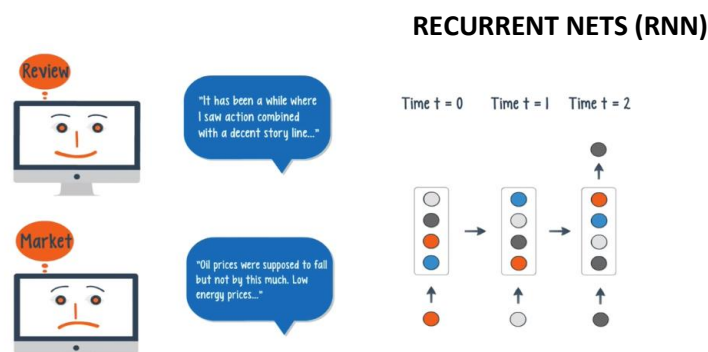 RECURRENT NETS (RNN)
Review
"It has been a while where
I saw action combined
with a decent story line..."
Time t = 0 Time t = 1 Time t = 2
Market
"Oil prices were supposed to fall
but not by this much. Low
energy prices..."